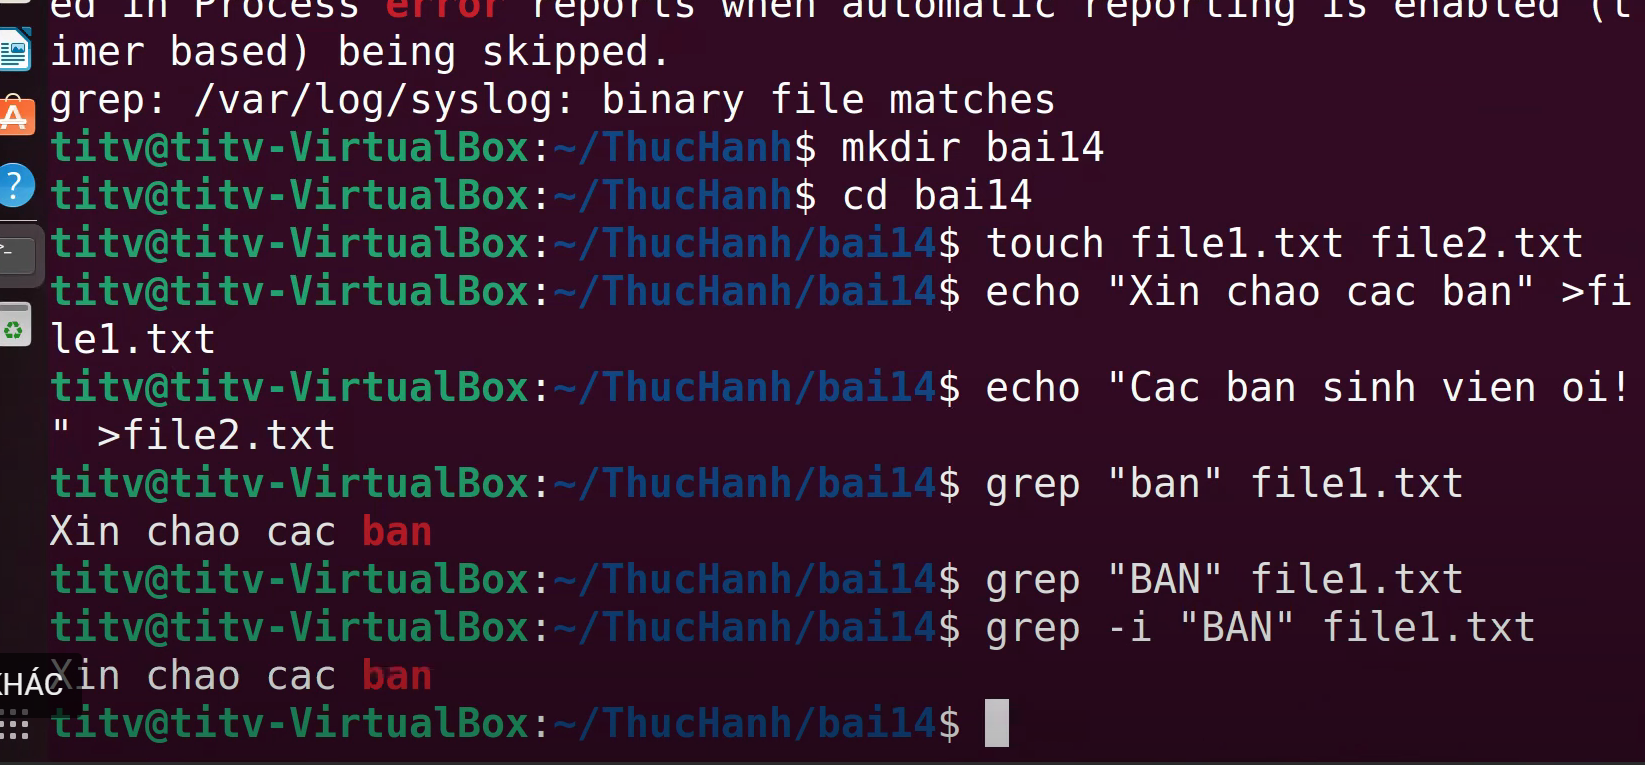 ed in Process error reports when automatic reporting is enabled (t
imer based) being skipped.
grep: /var/log/syslog: binary file matches
titv@titv-VirtualBox:~/ThucHanh$ mkdir bai14
titv@titv-VirtualBox:~/ThucHanh$ cd bai14
titv@titv-VirtualBox:~/ThucHanh/bai14$ touch file1.txt file2.txt
titv@titv-VirtualBox:~/ThucHanh/bai14$ echo "Xin chao cac ban" >fi
le1.txt
titv@titv-VirtualBox:~/ThucHanh/bai14$ echo "Cac ban sinh vien oi!
" >file2.txt
titv@titv-VirtualBox:~/ThucHanh/bai14$ grep "ban" file1.txt
Xin chao cac ban
titv@titv-VirtualBox:~/ThucHanh/bai14$ grep "BAN" file1.txt
titv@titv-VirtualBox:~/ThucHanh/bai14$ grep -i "BAN" file1.txt
Xin chao cac ban
KHÁC
titv@titv-VirtualBox:~/ThucHanh/bai14$